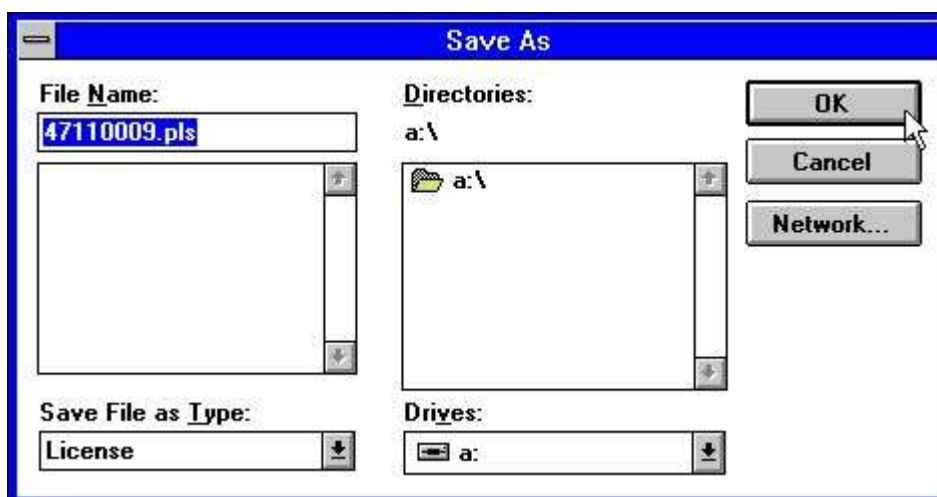 Save As
File Name:
47110009.pls
Directories:
a:\
a:\
OK
Cancel
Network...
Save File as Type:
License
Drives:
a: